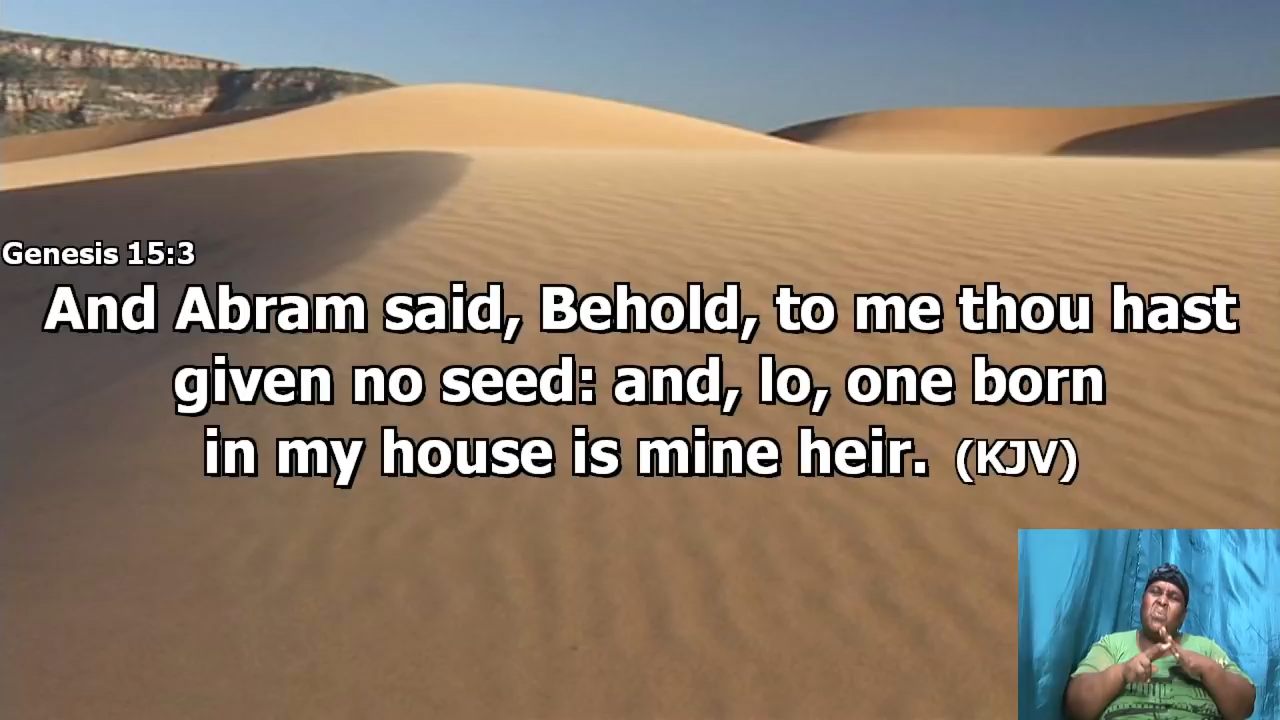 Genesis 15:3
And Abram said, Behold, to me thou hast
given no seed: and, lo, one born
in my house is mine heir. (KJV)